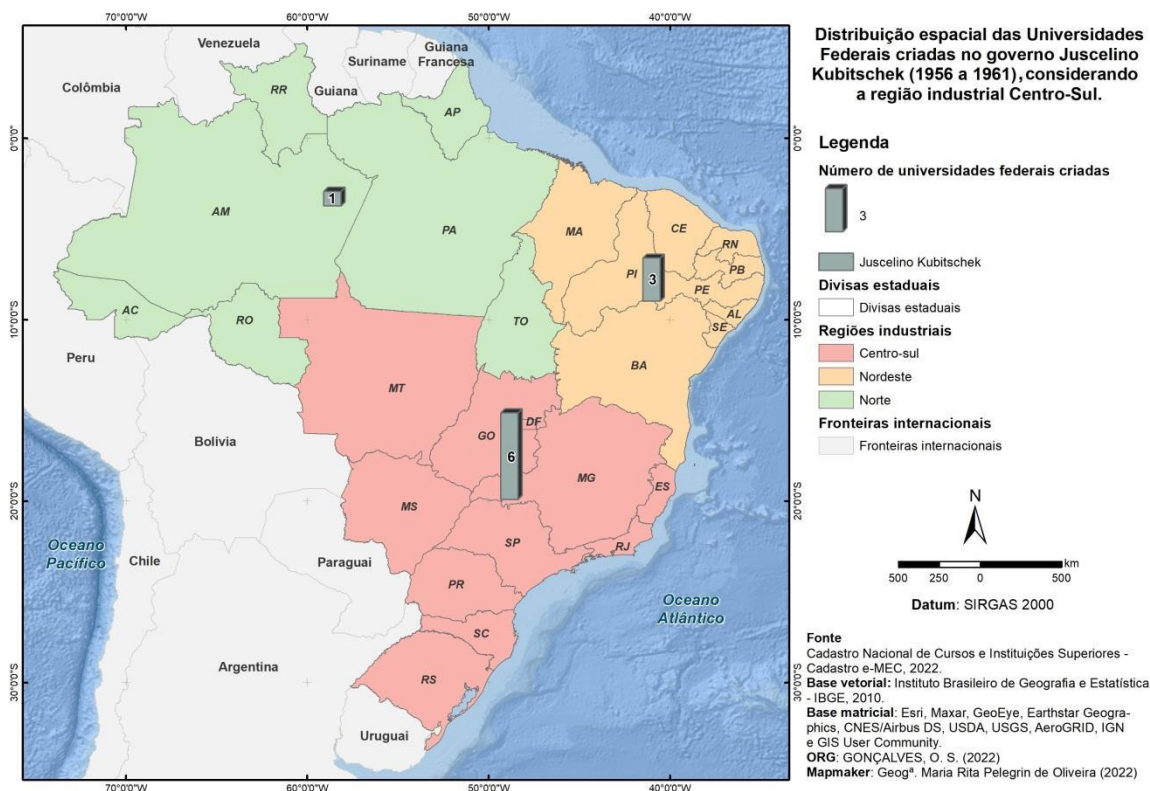 70°0'0"W
60°0'0"W
50°0'0"W
40°0'0"W
Venezuela
Guiana
Francesa
Suriname
Guiana
Colômbia
RR
AP
0°0'0"
0°0'0"
1
AM
PA
MA
CE
RN
PB
PI
3
PE
AL
SE
AC
RO
TO
BA
10°0'0"S
10°0'0"S
Peru
MT
Bolívia
GO
DF
6
MG
ES
MS
SP
RJ
20°0'0"S
20°0'0"S
Oceano
Pacífico
Chile
Paraguai
PR
SC
Oceano
Atlântico
Argentina
RS
30°0'0"S
30°0'0"S
Uruguai
70°0'0"W
60°0'0"W
50°0'0"W
40°0'0"W
Distribuição espacial das Universidades
Federais criadas no governo Juscelino
Kubitschek (1956 a 1961), considerando
a região industrial Centro-Sul.
Legenda
Número de universidades federais criadas
3
Juscelino Kubitschek
Divisas estaduais
Divisas estaduais
Regiões industriais
Centro-sul
Nordeste
Norte
Fronteiras internacionais
Fronteiras internacionais
N
500 250 0 500 km
Datum: SIRGAS 2000
Fonte
Cadastro Nacional de Cursos e Instituições Superiores -
Cadastro e-MEC, 2022.
Base vetorial: Instituto Brasileiro de Geografia e Estatística
- IBGE, 2010.
Base matricial: Esri, Maxar, GeoEye, Earthstar Geogra-
phics, CNES/Airbus DS, USDA, USGS, AeroGRID, IGN
e GIS User Community.
ORG: GONÇALVES, O. S. (2022)
Mapmaker: Geogª. Maria Rita Pelegrin de Oliveira (2022)